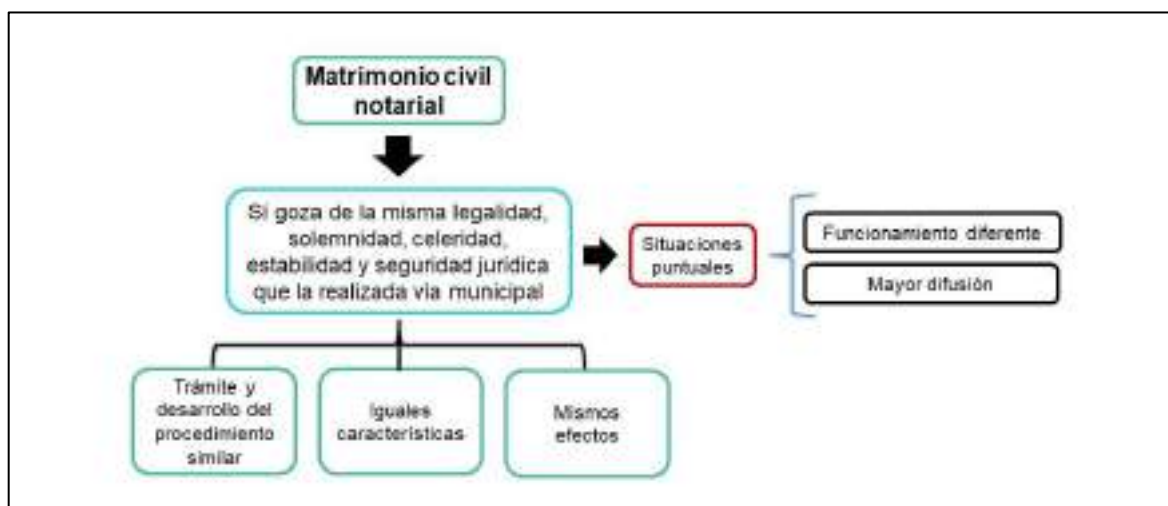 Matrimonio civil
notarial
Sí goza de la misma legalidad,
solemnidad, celeridad,
estabilidad y seguridad jurídica
que la realizada vía municipal
Situaciones
puntuales
Funcionamiento diferente
Mayor difusión
Trámite y
desarrollo del
procedimiento
similar
Iguales
características
Mismos
efectos